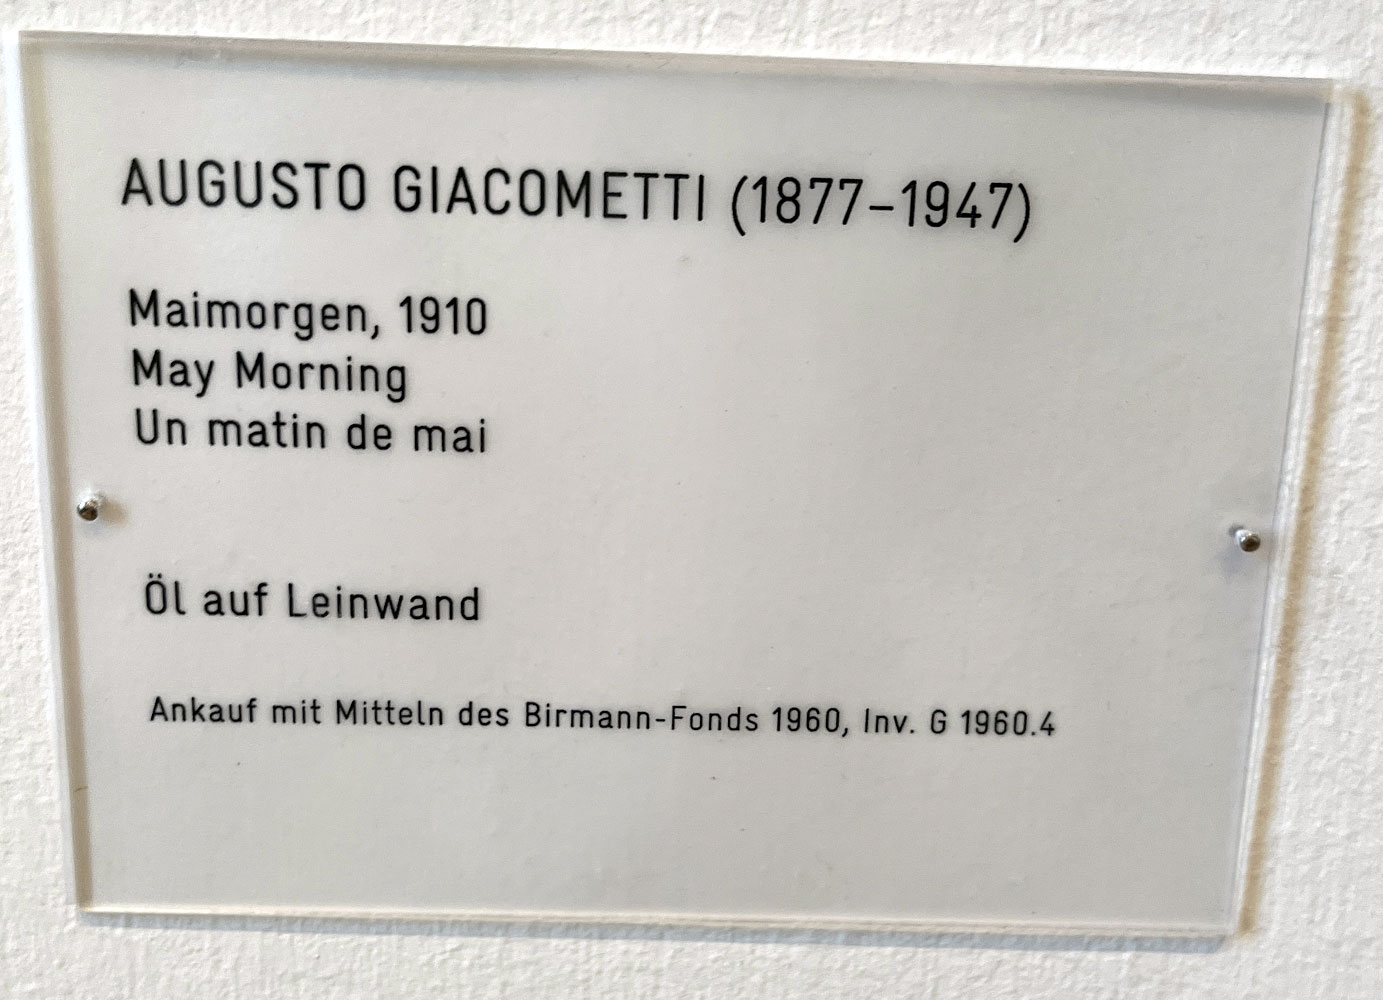 AUGUSTO GIACOMETTI (1877–1947)
Maimorgen, 1910
May Morning
Un matin de mai
Öl auf Leinwand
Ankauf mit Mitteln des Birmann-Fonds 1960, Inv. G 1960.4